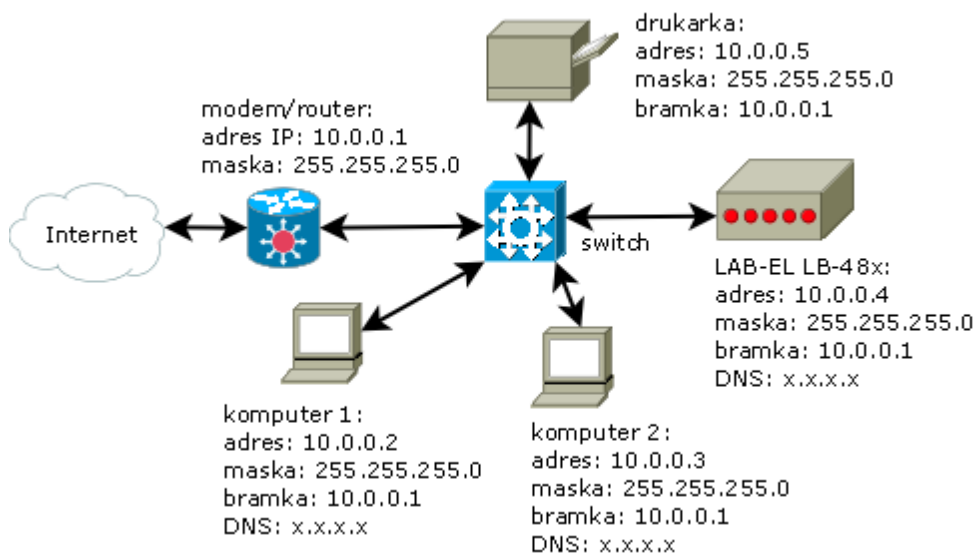 drukarka:
adres: 10.0.0.5
maska: 255.255.255.0
bramka: 10.0.0.1
modem/router:
adres IP: 10.0.0.1
maska: 255.255.255.0
Internet
switch
LAB-EL LB-48x:
adres: 10.0.0.4
maska: 255.255.255.0
bramka: 10.0.0.1
DNS: x.x.x.x
komputer 1:
adres: 10.0.0.2
maska: 255.255.255.0
bramka: 10.0.0.1
DNS: x.x.x.x
komputer 2:
adres: 10.0.0.3
maska: 255.255.255.0
bramka: 10.0.0.1
DNS: x.x.x.x